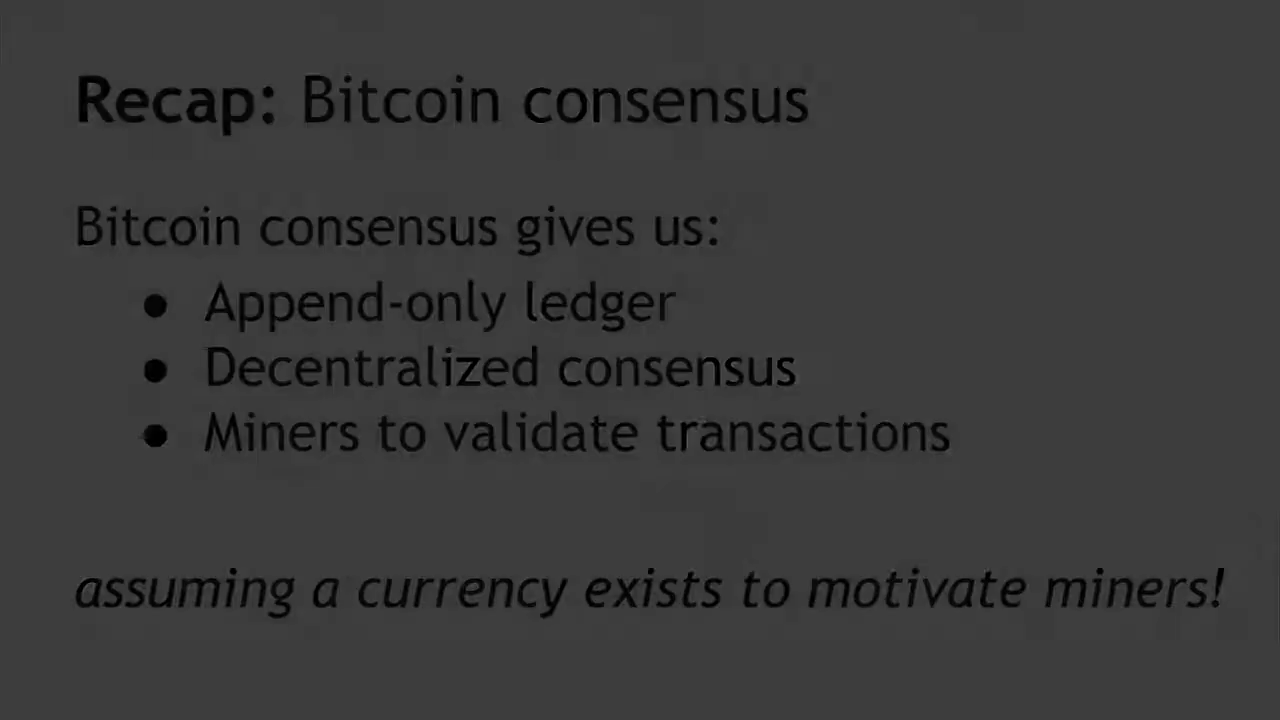 Recap: Bitcoin consensus
Bitcoin consensus gives us:
● Append-only ledger
● Decentralized consensus
● Miners to validate transactions
assuming a currency exists to motivate miners!